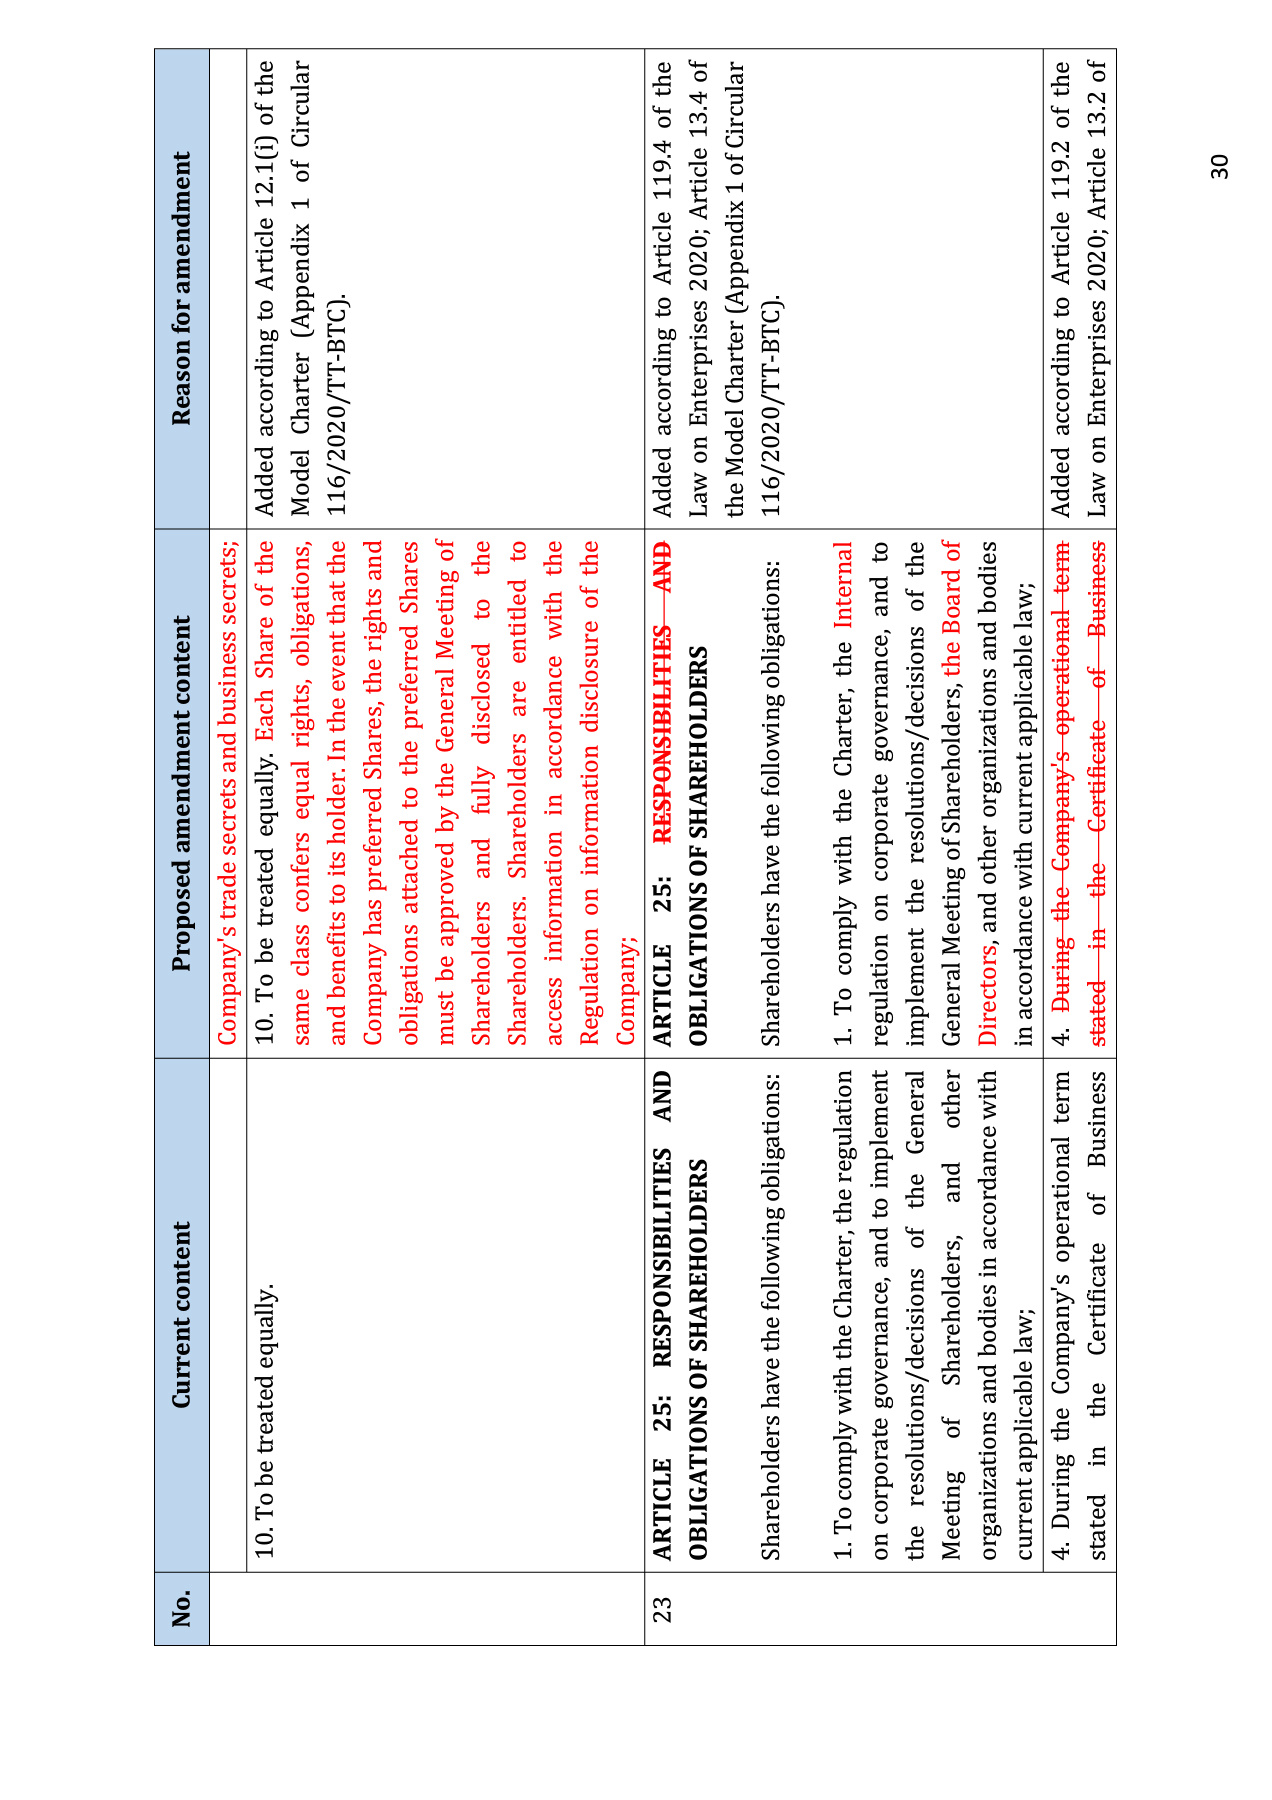 No.
Current content
Proposed amendment content
Reason for amendment
Company's trade secrets and business secrets;
10. To be treated equally.
10. To be treated equally. Each Share of the
same class confers equal rights, obligations,
and benefits to its holder. In the event that the
Company has preferred Shares, the rights and
obligations attached to the preferred Shares
must be approved by the General Meeting of
Shareholders and fully disclosed to the
Shareholders. Shareholders are entitled to
access information in accordance with the
Regulation on information disclosure of the
Company;
Added according to Article 12.1(i) of the
Model Charter (Appendix 1 of Circular
116/2020/TT-BTC).
23
ARTICLE 25: RESPONSIBILITIES AND
OBLIGATIONS OF SHAREHOLDERS
Shareholders have the following obligations:
1. To comply with the Charter, the regulation
on corporate governance, and to implement
the resolutions/decisions of the General
Meeting of Shareholders, and other
organizations and bodies in accordance with
current applicable law;
ARTICLE 25: RESPONSIBILITIES AND
OBLIGATIONS OF SHAREHOLDERS
Shareholders have the following obligations:
1. To comply with the Charter, the Internal
regulation on corporate governance, and to
implement the resolutions/decisions of the
General Meeting of Shareholders, the Board of
Directors, and other organizations and bodies
in accordance with current applicable law;
Added according to Article 119.4 of the
Law on Enterprises 2020; Article 13.4 of
the Model Charter (Appendix 1 of Circular
116/2020/TT-BTC).
4. During the Company's operational term
stated in the Certificate of Business
4. During the Company's operational term
stated in the Certificate of Business
Added according to Article 119.2 of the
Law on Enterprises 2020; Article 13.2 of
30